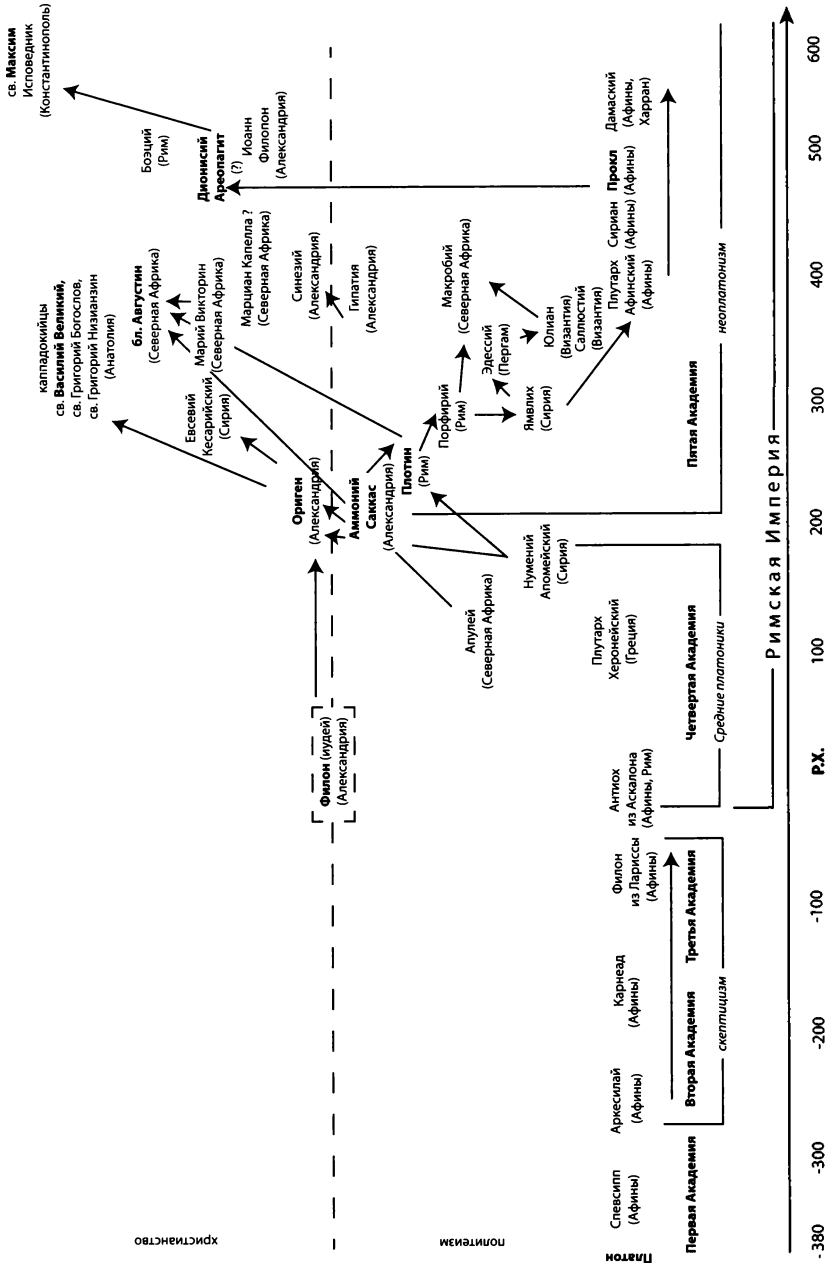 христианство
св. Максим
Исповедник
(Константинополь)
каппадокийцы
св. Василий Великий,
св. Григорий Богослов,
св. Григорий Низианзин
(Анатолия)
Боэций
(Рим)
бл. Августин
(Северная Африка)
Марий Викторин
(Северная Африка)
Дионисий
Ареопагит
(?)
Иоанн
Филопон
(Александрия)
Евсевий
Кесарийский
(Сирия)
Марциан Капелла ?
(Северная Африка)
Ориген
(Александрия)
Синезий
(Александрия)
Филон (иудей)
(Александрия)
политеизм
Аммоний
Саккас
(Александрия)
Гипатия
(Александрия)
Плотин
(Рим)
Порфирий
(Рим)
Макробий
(Северная Африка)
Апулей
(Северная Африка)
Эдессий
(Пергам)
Нумений
Апомейский
(Сирия)
Ямвлих
(Сирия)
Юлиан
(Византия)
Саллюстий
(Византия)
Платон
Спевсипп
(Афины)
Аркесилай
(Афины)
Карнеад
(Афины)
Филон
из Лариссы
(Афины)
Антиох
из Аскалона
(Афины, Рим)
Плутарх
Херонейский
(Греция)
Плутарх
Афинский
(Афины)
Сириан
(Афины)
Прокл
(Афины)
Дамаский
(Афины,
Харран)
Первая Академия
Вторая Академия
Третья Академия
Четвертая Академия
Пятая Академия
скептицизм
Средние платоники
неоплатонизм
Римская Империя
-380
-300
-200
-100
Р.Х.
100
200
300
400
500
600